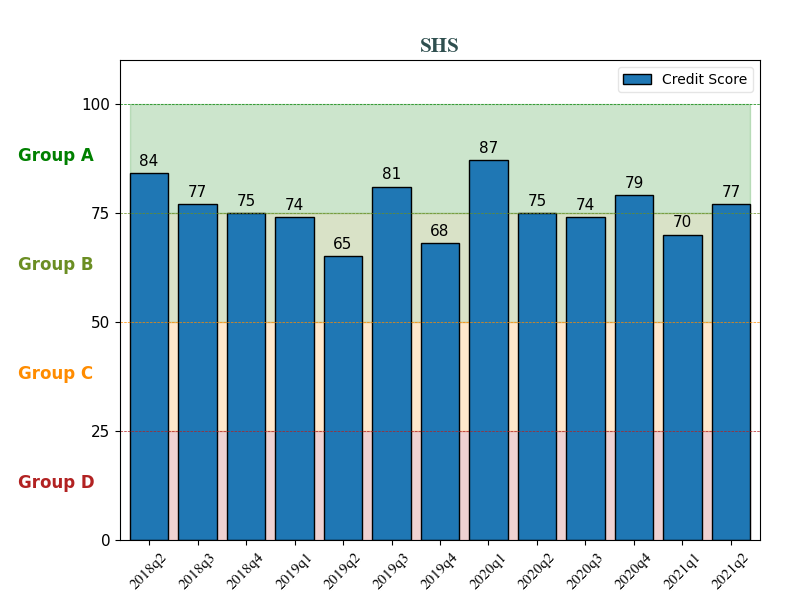 SHS
Credit Score
100
75
50
25
0
Group A
Group B
Group C
Group D
84
77
75
74
65
81
68
87
75
74
79
70
77
2018q2
2018q3
2018q4
2019q1
2019q2
2019q3
2019q4
2020q1
2020q2
2020q3
2020q4
2021q1
2021q2